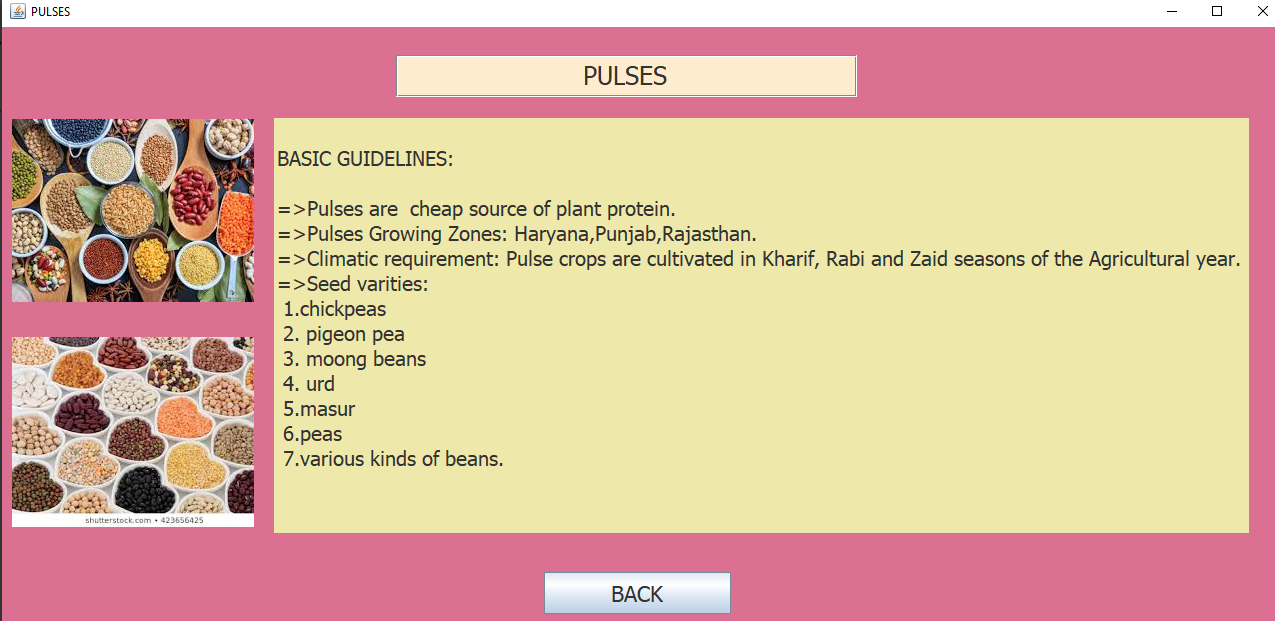 PULSES
PULSES
BASIC GUIDELINES:
=>Pulses are  cheap source of plant protein.
=>Pulses Growing Zones: Haryana,Punjab,Rajasthan.
=>Climatic requirement: Pulse crops are cultivated in Kharif, Rabi and Zaid seasons of the Agricultural year.
=>Seed varities:
1.chickpeas
2. pigeon pea
3. moong beans
4. urd
5.masur
6.peas
7.various kinds of beans.
shutterstock.com • 423656425
BACK